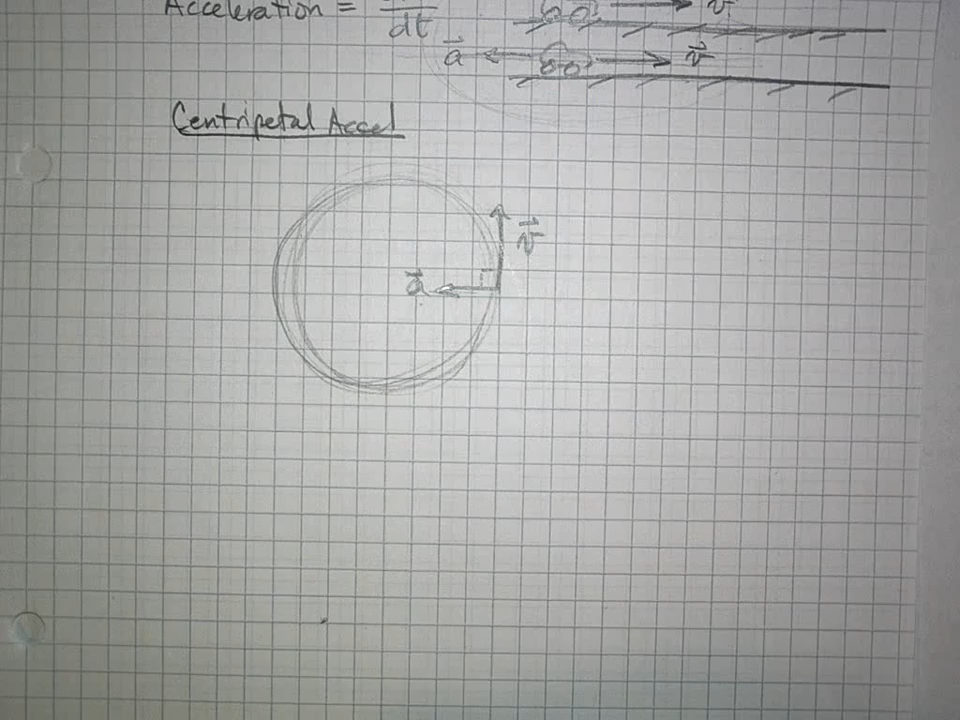 Acceleration = dt
v⃗
a⃗ v⃗
Centripetal Accel
v⃗
a⃗